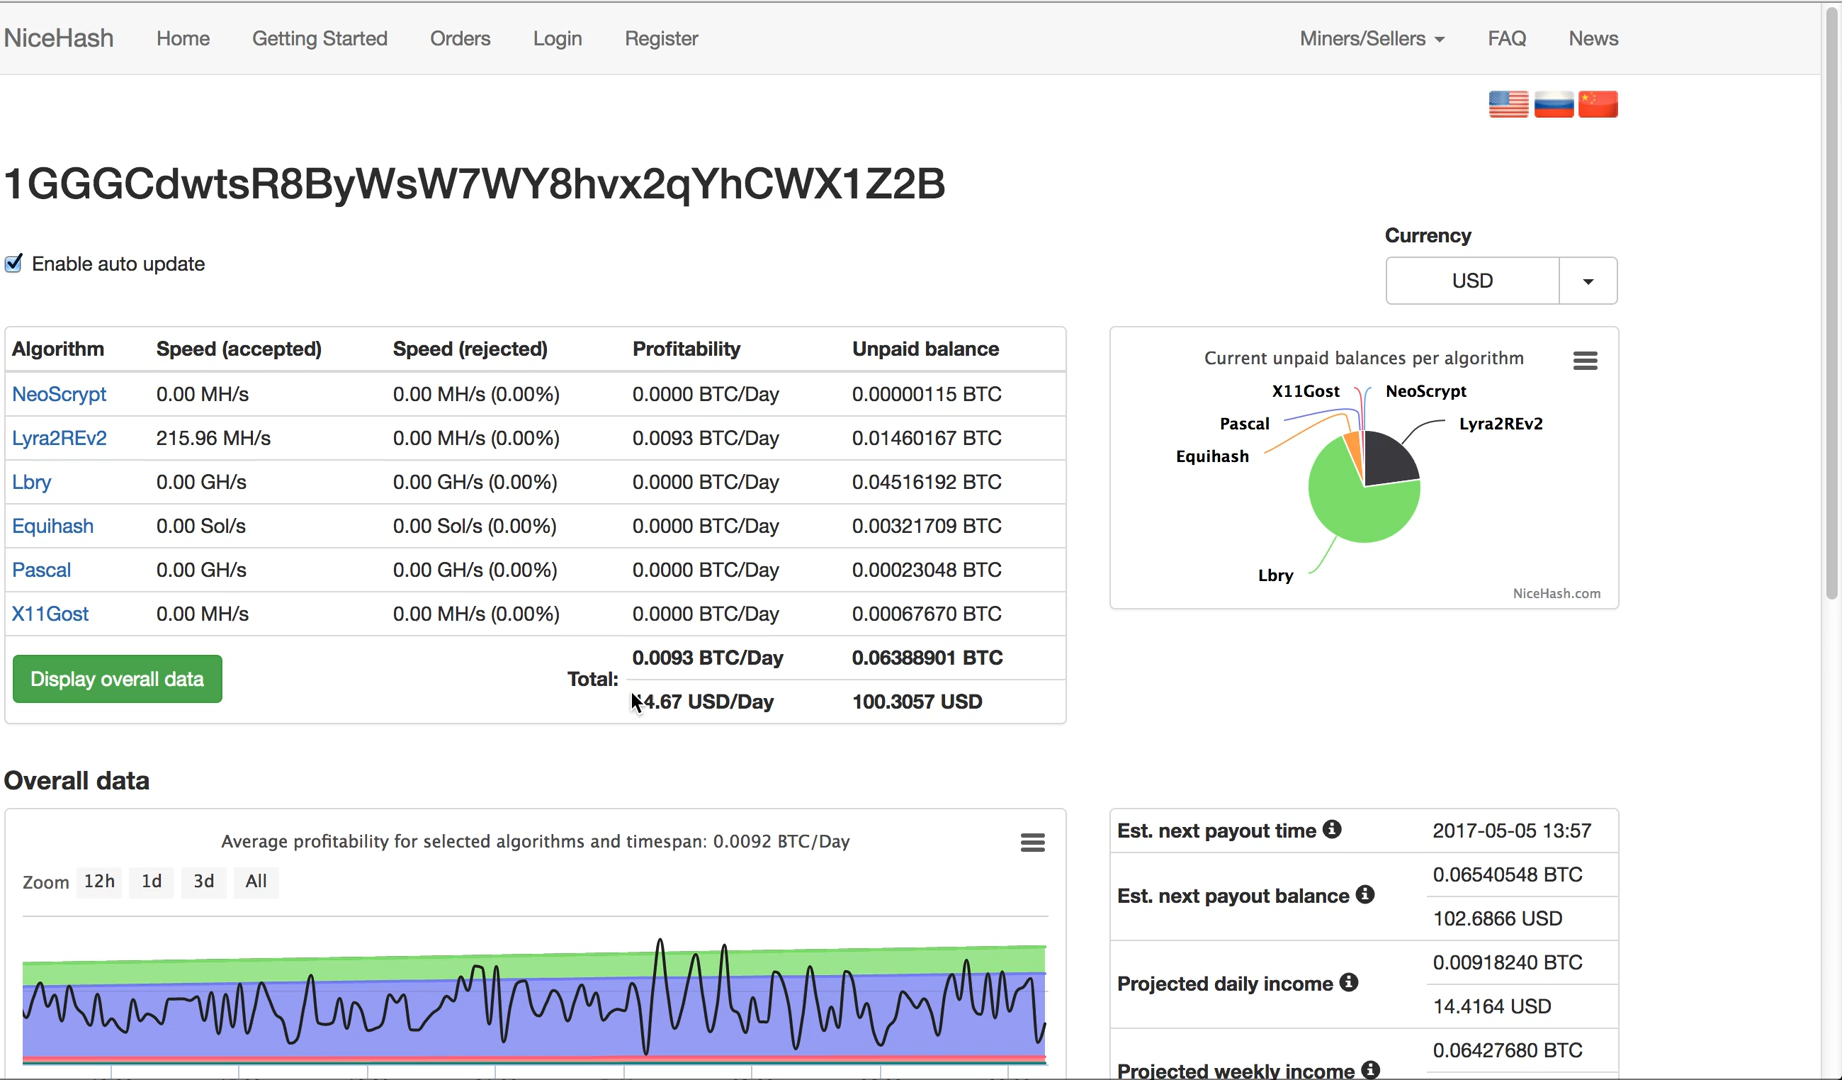 NiceHash Home Getting Started Orders Login Register Miners/Sellers FAQ News
1GGGCdwtsR8ByWsW7WY8hvx2qYhCWX1Z2B
Enable auto update
Currency
USD
Algorithm Speed (accepted) Speed (rejected) Profitability Unpaid balance
NeoScrypt 0.00 MH/s 0.00 MH/s (0.00%) 0.0000 BTC/Day 0.00000115 BTC
Lyra2REv2 215.96 MH/s 0.00 MH/s (0.00%) 0.0093 BTC/Day 0.01460167 BTC
Lbry 0.00 GH/s 0.00 GH/s (0.00%) 0.0000 BTC/Day 0.04516192 BTC
Equihash 0.00 Sol/s 0.00 Sol/s (0.00%) 0.0000 BTC/Day 0.00321709 BTC
Pascal 0.00 GH/s 0.00 GH/s (0.00%) 0.0000 BTC/Day 0.00023048 BTC
X11Gost 0.00 MH/s 0.00 MH/s (0.00%) 0.0000 BTC/Day 0.00067670 BTC
Display overall data
Total:
0.0093 BTC/Day 0.06388901 BTC
4.67 USD/Day 100.3057 USD
Current unpaid balances per algorithm
X11Gost NeoScrypt
Pascal Lyra2REv2
Equihash
Lbry
NiceHash.com
Overall data
Average profitability for selected algorithms and timespan: 0.0092 BTC/Day
Zoom 12h 1d 3d All
Est. next payout time 2017-05-05 13:57
Est. next payout balance
0.06540548 BTC
102.6866 USD
Projected daily income
0.00918240 BTC
14.4164 USD
Projected weekly income
0.06427680 BTC